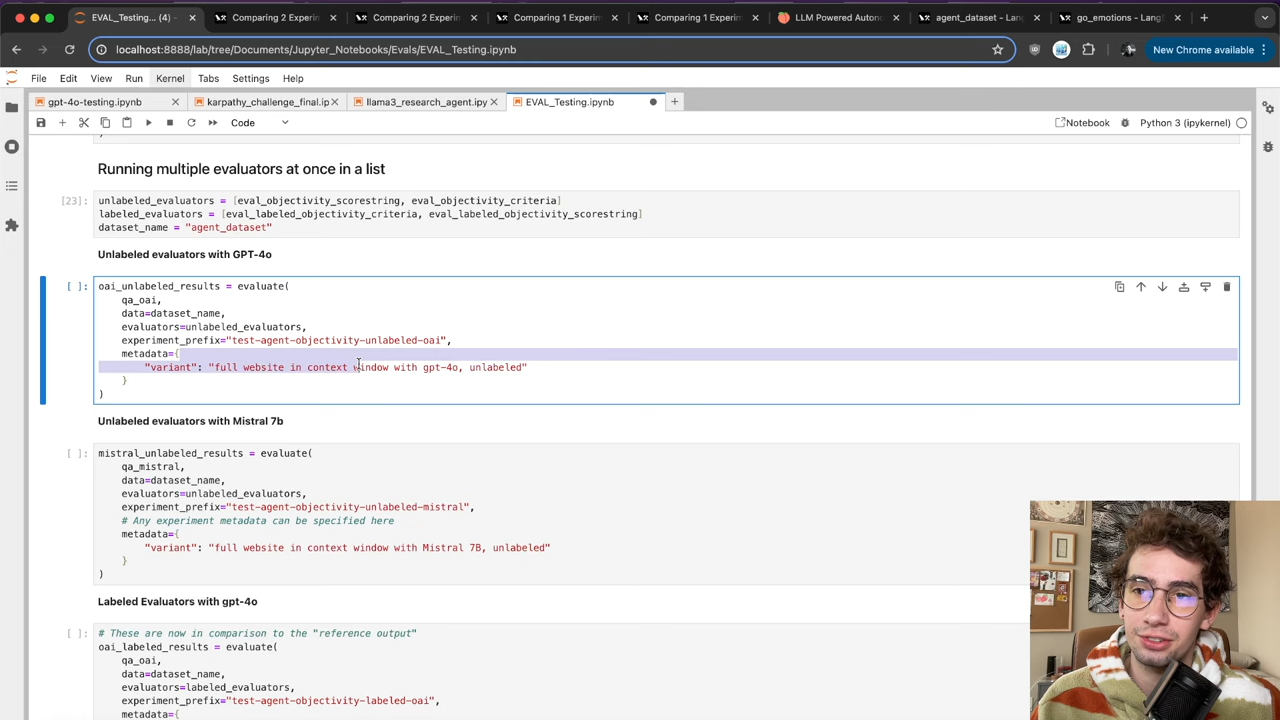 EVAL_Testing... (4) -
Comparing 2 Experim
Comparing 2 Experim
Comparing 1 Experim
Comparing 1 Experim
LLM Powered Autono
agent_dataset - Lang
go_emotions - LangS
localhost:8888/lab/tree/Documents/Jupyter_Notebooks/Evals/EVAL_Testing.ipynb
New Chrome available
File Edit View Run Kernel Tabs Settings Help
gpt-4o-testing.ipynb
karpathy_challenge_final.ip
llama3_research_agent.ipy
EVAL_Testing.ipynb
Code
Notebook
Python 3 (ipykernel)
Running multiple evaluators at once in a list
[23]:
unlabeled_evaluators = [eval_objectivity_scorestring, eval_objectivity_criteria]
labeled_evaluators = [eval_labeled_objectivity_criteria, eval_labeled_objectivity_scorestring]
dataset_name = "agent_dataset"
Unlabeled evaluators with GPT-4o
[ ]:
oai_unlabeled_results = evaluate(
qa_oai,
data=dataset_name,
evaluators=unlabeled_evaluators,
experiment_prefix="test-agent-objectivity-unlabeled-oai",
metadata={
"variant": "full website in context window with gpt-4o, unlabeled"
}
)
Unlabeled evaluators with Mistral 7b
[ ]:
mistral_unlabeled_results = evaluate(
qa_mistral,
data=dataset_name,
evaluators=unlabeled_evaluators,
experiment_prefix="test-agent-objectivity-unlabeled-mistral",
# Any experiment metadata can be specified here
metadata={
"variant": "full website in context window with Mistral 7B, unlabeled"
}
)
Labeled Evaluators with gpt-4o
[ ]:
# These are now in comparison to the "reference output"
oai_labeled_results = evaluate(
qa_oai,
data=dataset_name,
evaluators=labeled_evaluators,
experiment_prefix="test-agent-objectivity-labeled-oai",
metadata={